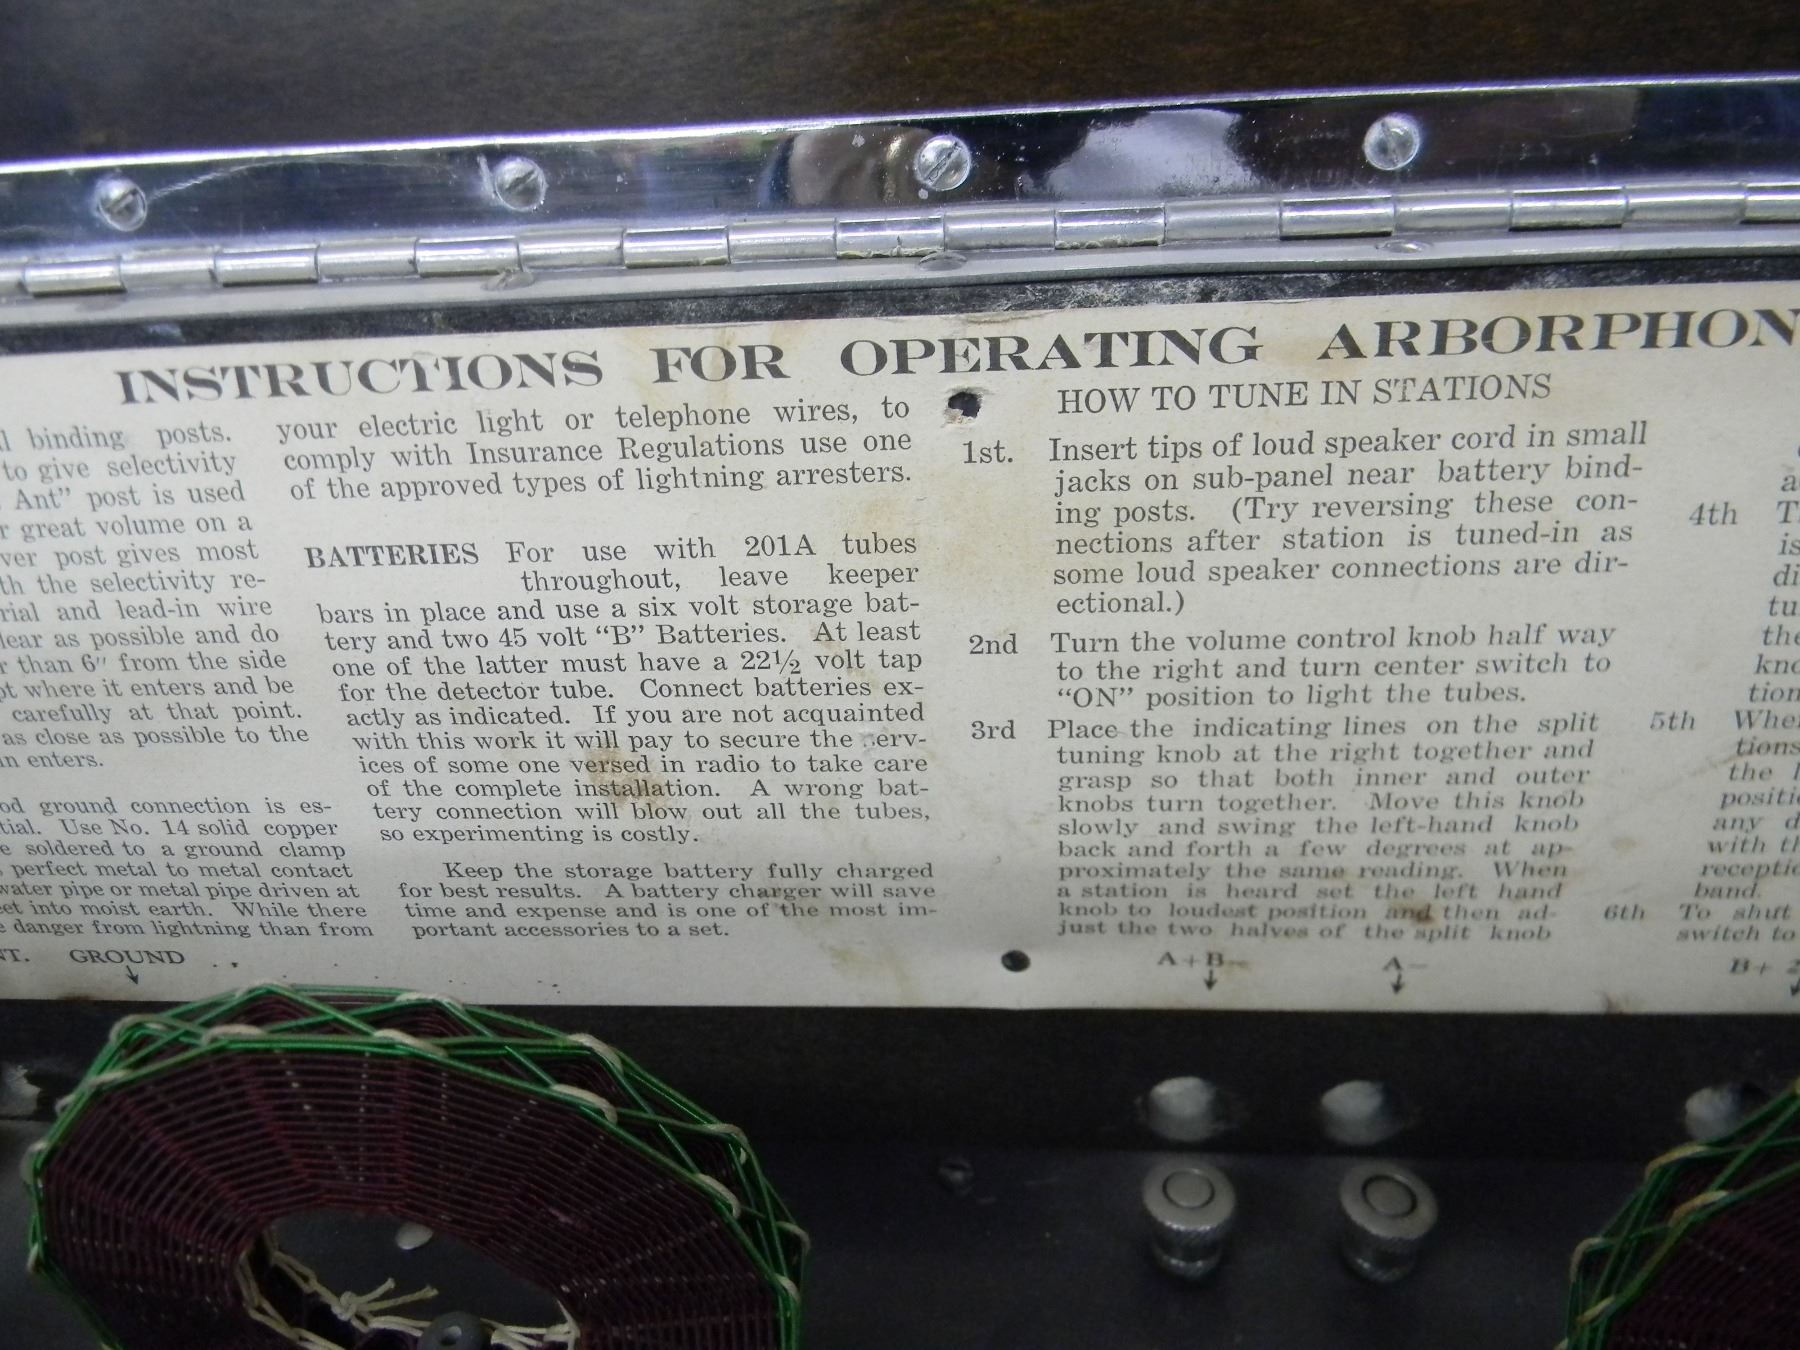 INSTRUCTIONS FOR OPERATING ARBORPHON
binding posts.
to give selectivity
Ant" post is used
great volume on a
post gives most
the selectivity re-
and lead-in wire
as possible and do
than 6" from the side
where it enters and be
carefully at that point.
as close as possible to the
enters.
ground connection is es-
Use No. 14 solid copper
soldered to a ground clamp
perfect metal to metal contact
water pipe or metal pipe driven at
into moist earth. While there
danger from lightning than from
GROUND
your electric light or telephone wires, to
comply with Insurance Regulations use one
of the approved types of lightning arresters.
BATTERIES For use with 201A tubes
throughout, leave keeper
bars in place and use a six volt storage bat-
tery and two 45 volt "B" Batteries. At least
one of the latter must have a 22½ volt tap
for the detector tube. Connect batteries ex-
actly as indicated. If you are not acquainted
with this work it will pay to secure the serv-
ices of some one versed in radio to take care
of the complete installation. A wrong bat-
tery connection will blow out all the tubes,
so experimenting is costly.
Keep the storage battery fully charged
for best results. A battery charger will save
time and expense and is one of the most im-
portant accessories to a set.
HOW TO TUNE IN STATIONS
1st. Insert tips of loud speaker cord in small
jacks on sub-panel near battery bind-
ing posts. (Try reversing these con-
nections after station is tuned-in as
some loud speaker connections are dir-
ectional.)
2nd Turn the volume control knob half way
to the right and turn center switch to
"ON" position to light the tubes.
3rd Place the indicating lines on the split
tuning knob at the right together and
grasp so that both inner and outer
knobs turn together. Move this knob
slowly and swing the left-hand knob
back and forth a few degrees at ap-
proximately the same reading. When
a station is heard set the left hand
knob to loudest position and then ad-
just the two halves of the split knob
A+B− A−
4th
is
the
5th
the
any
with
band.
6th To shut
switch to
B+